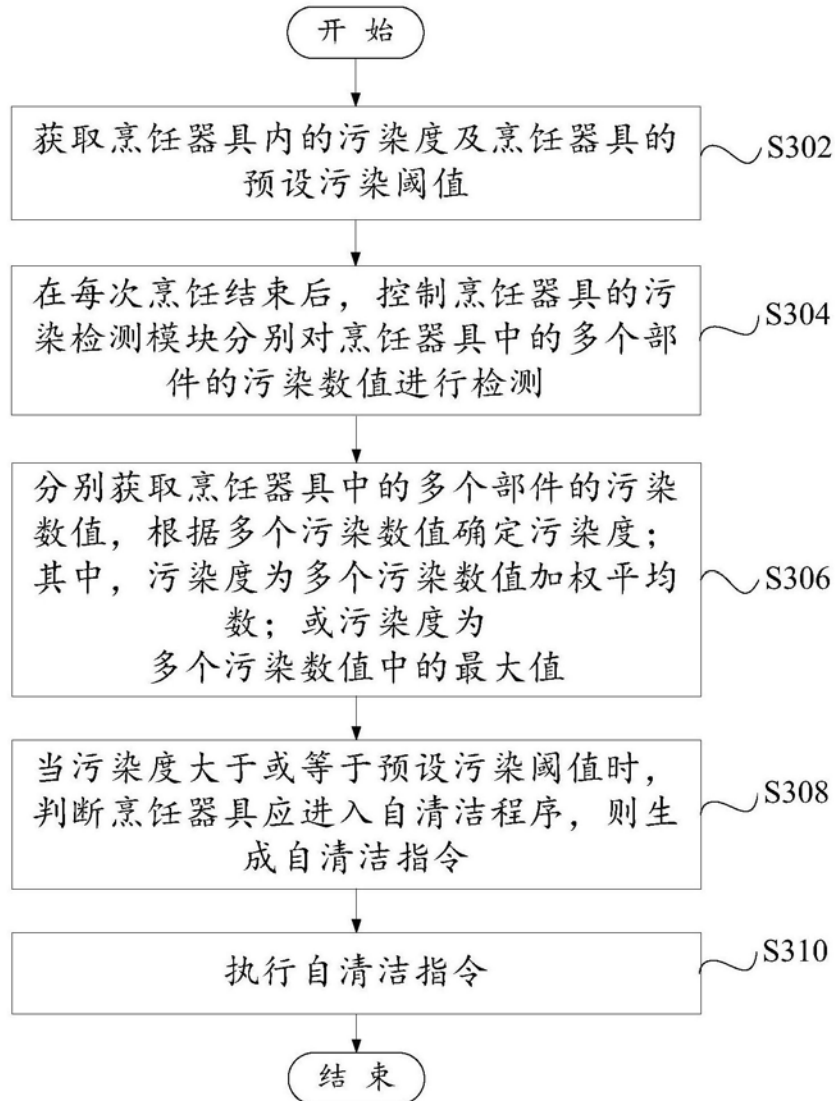 开 始
获取烹饪器具内的污染度及烹饪器具的
预设污染阈值
S302
在每次烹饪结束后，控制烹饪器具的污
染检测模块分别对烹饪器具中的多个部
件的污染数值进行检测
S304
分别获取烹饪器具中的多个部件的污染
数值，根据多个污染数值确定污染度；
其中，污染度为多个污染数值加权平均
数；或污染度为
多个污染数值中的最大值
S306
当污染度大于或等于预设污染阈值时，
判断烹饪器具应进入自清洁程序，则生
成自清洁指令
S308
执行自清洁指令
S310
结 束